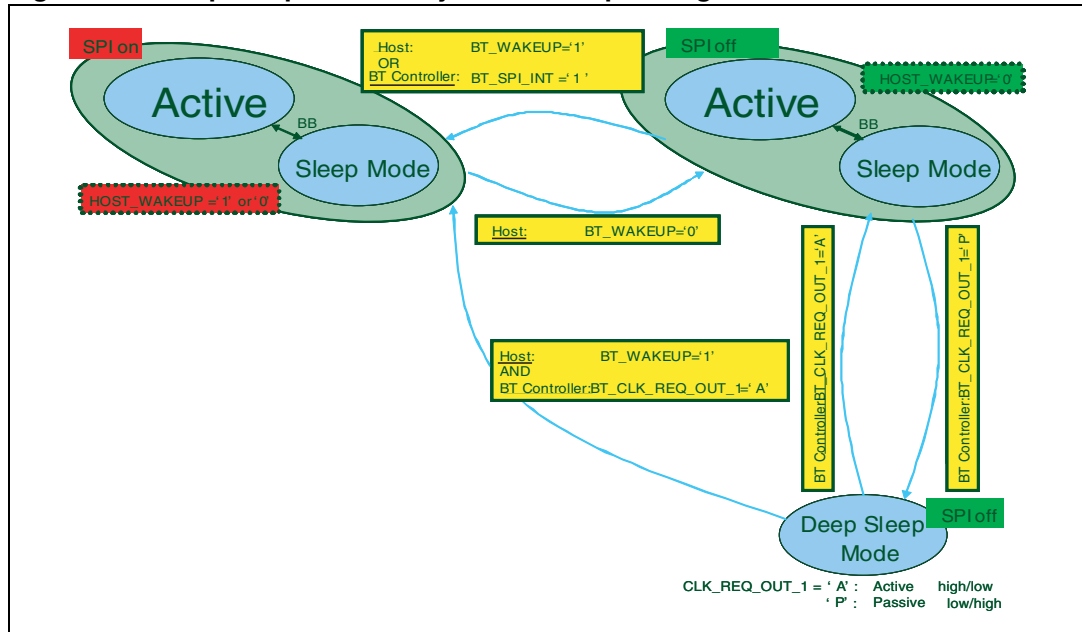 SPI on
Active
BB
Sleep Mode
HOST_WAKEUP ='1' or '0'
Host: BT_WAKEUP='1'
OR
BT Controller: BT_SPI_INT ='1'
SPI off
Active
HOST_WAKEUP='0'
BB
Sleep Mode
Host: BT_WAKEUP='0'
Host: BT_WAKEUP='1'
AND
BT Controller:BT_CLK_REQ_OUT_1='A'
BT Controller:BT_CLK_REQ_OUT_1='A'
BT Controller:BT_CLK_REQ_OUT_1='P'
Deep Sleep
Mode
SPI off
CLK_REQ_OUT_1 = 'A': Active high/low
'P': Passive low/high